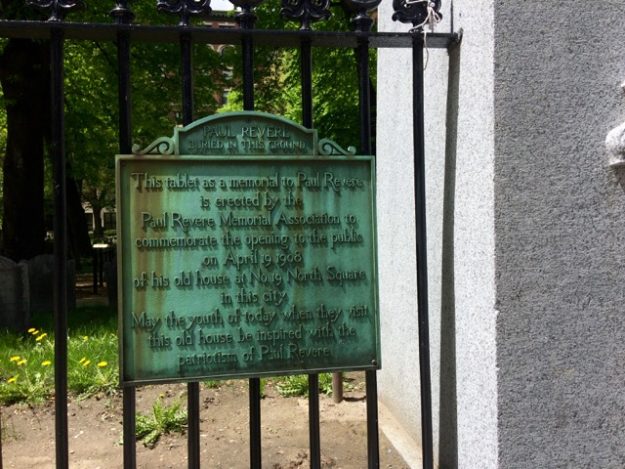 PAUL REVERE
BURIED IN THIS GROUND
This tablet as a memorial to Paul Revere
is erected by the
Paul Revere Memorial Association to
commemorate the opening to the public
on April 19 1908
of his old house at No. 19 North Square
in this city
May the youth of today when they visit
this old house be inspired with the
patriotism of Paul Revere